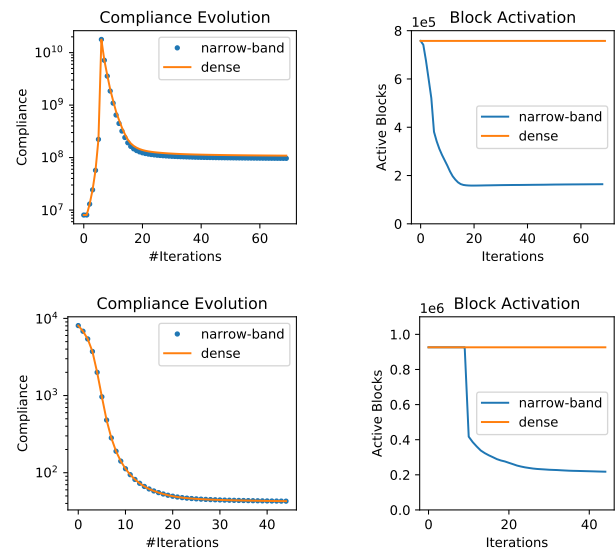 Compliance Evolution
Compliance
10^10
10^9
10^8
10^7
narrow-band
dense
0 20 40 60
#Iterations
Block Activation
1e5
Active Blocks
8
6
4
2
0
narrow-band
dense
0 20 40 60
Iterations
Compliance Evolution
Compliance
10^4
10^3
10^2
narrow-band
dense
0 10 20 30 40
#Iterations
Block Activation
1e6
Active Blocks
1.0
0.8
0.6
0.4
0.2
0.0
narrow-band
dense
0 20 40
Iterations